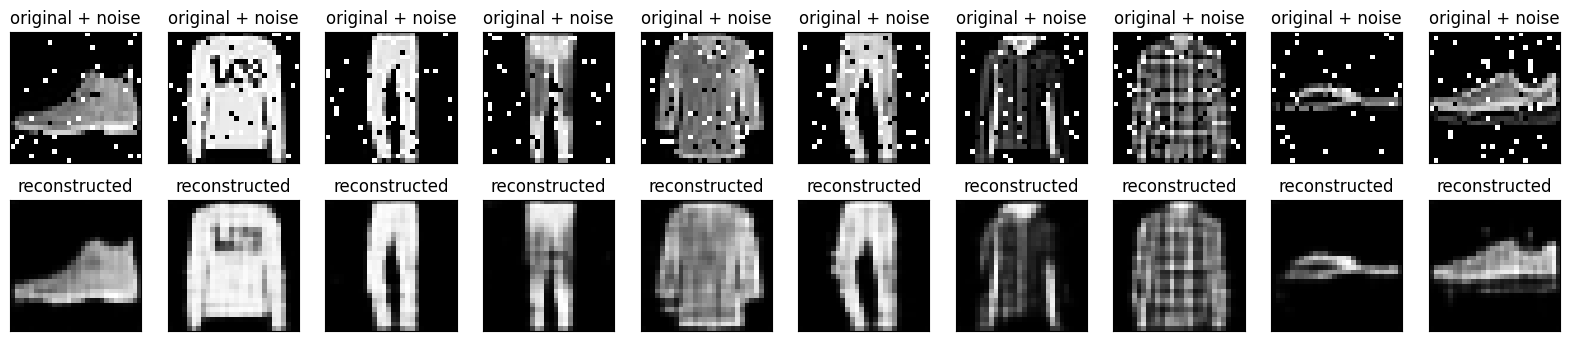 original + noise original + noise original + noise original + noise original + noise original + noise original + noise original + noise original + noise original + noise
reconstructed reconstructed reconstructed reconstructed reconstructed reconstructed reconstructed reconstructed reconstructed reconstructed